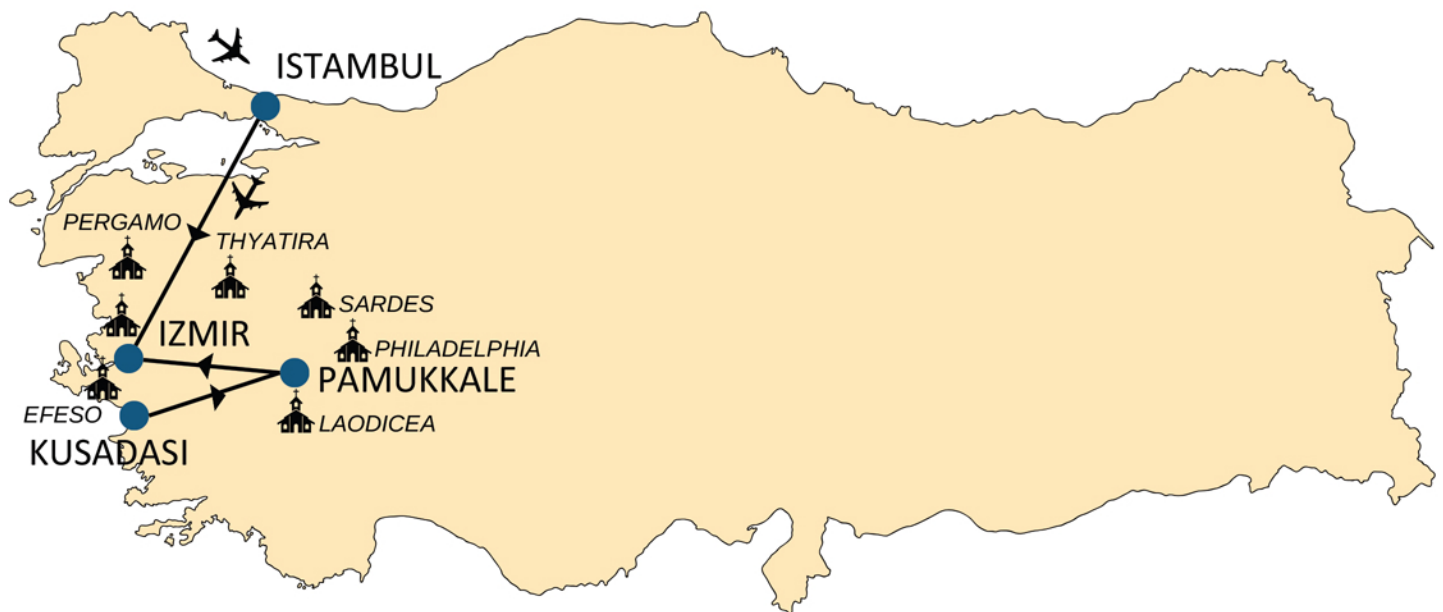 ISTAMBUL
PERGAMO
THYATIRA
SARDES
IZMIR
PHILADELPHIA
PAMUKKALE
EFESO
LAODICEA
KUSADASI